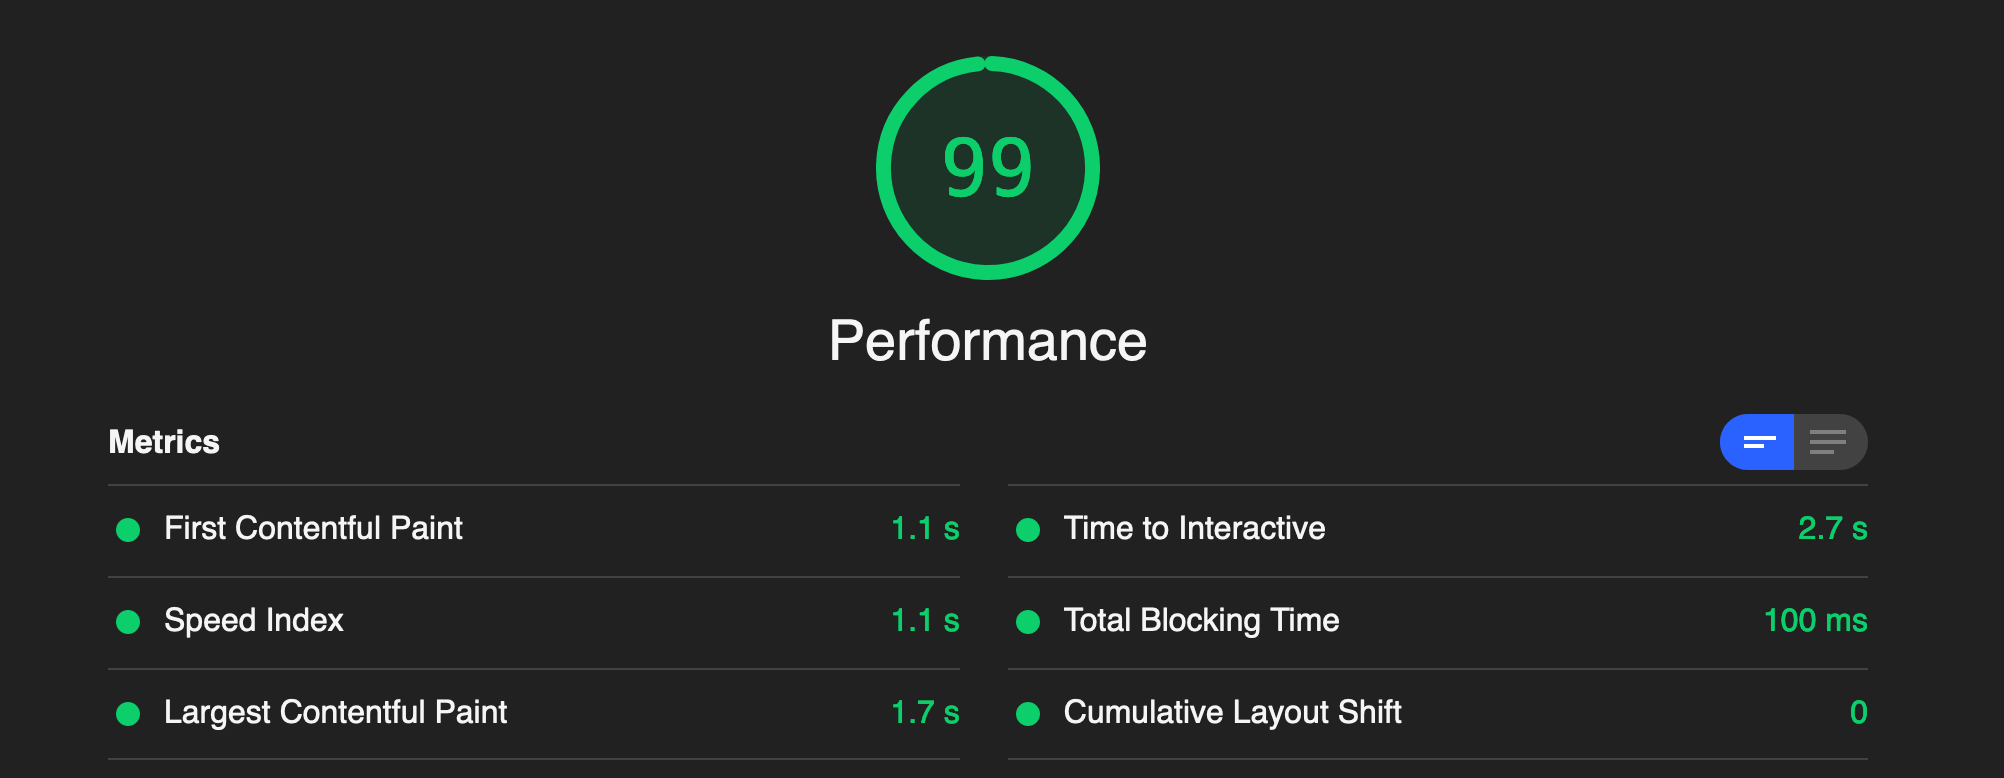 99
Performance
Metrics
First Contentful Paint 1.1 s
Time to Interactive 2.7 s
Speed Index 1.1 s
Total Blocking Time 100 ms
Largest Contentful Paint 1.7 s
Cumulative Layout Shift 0